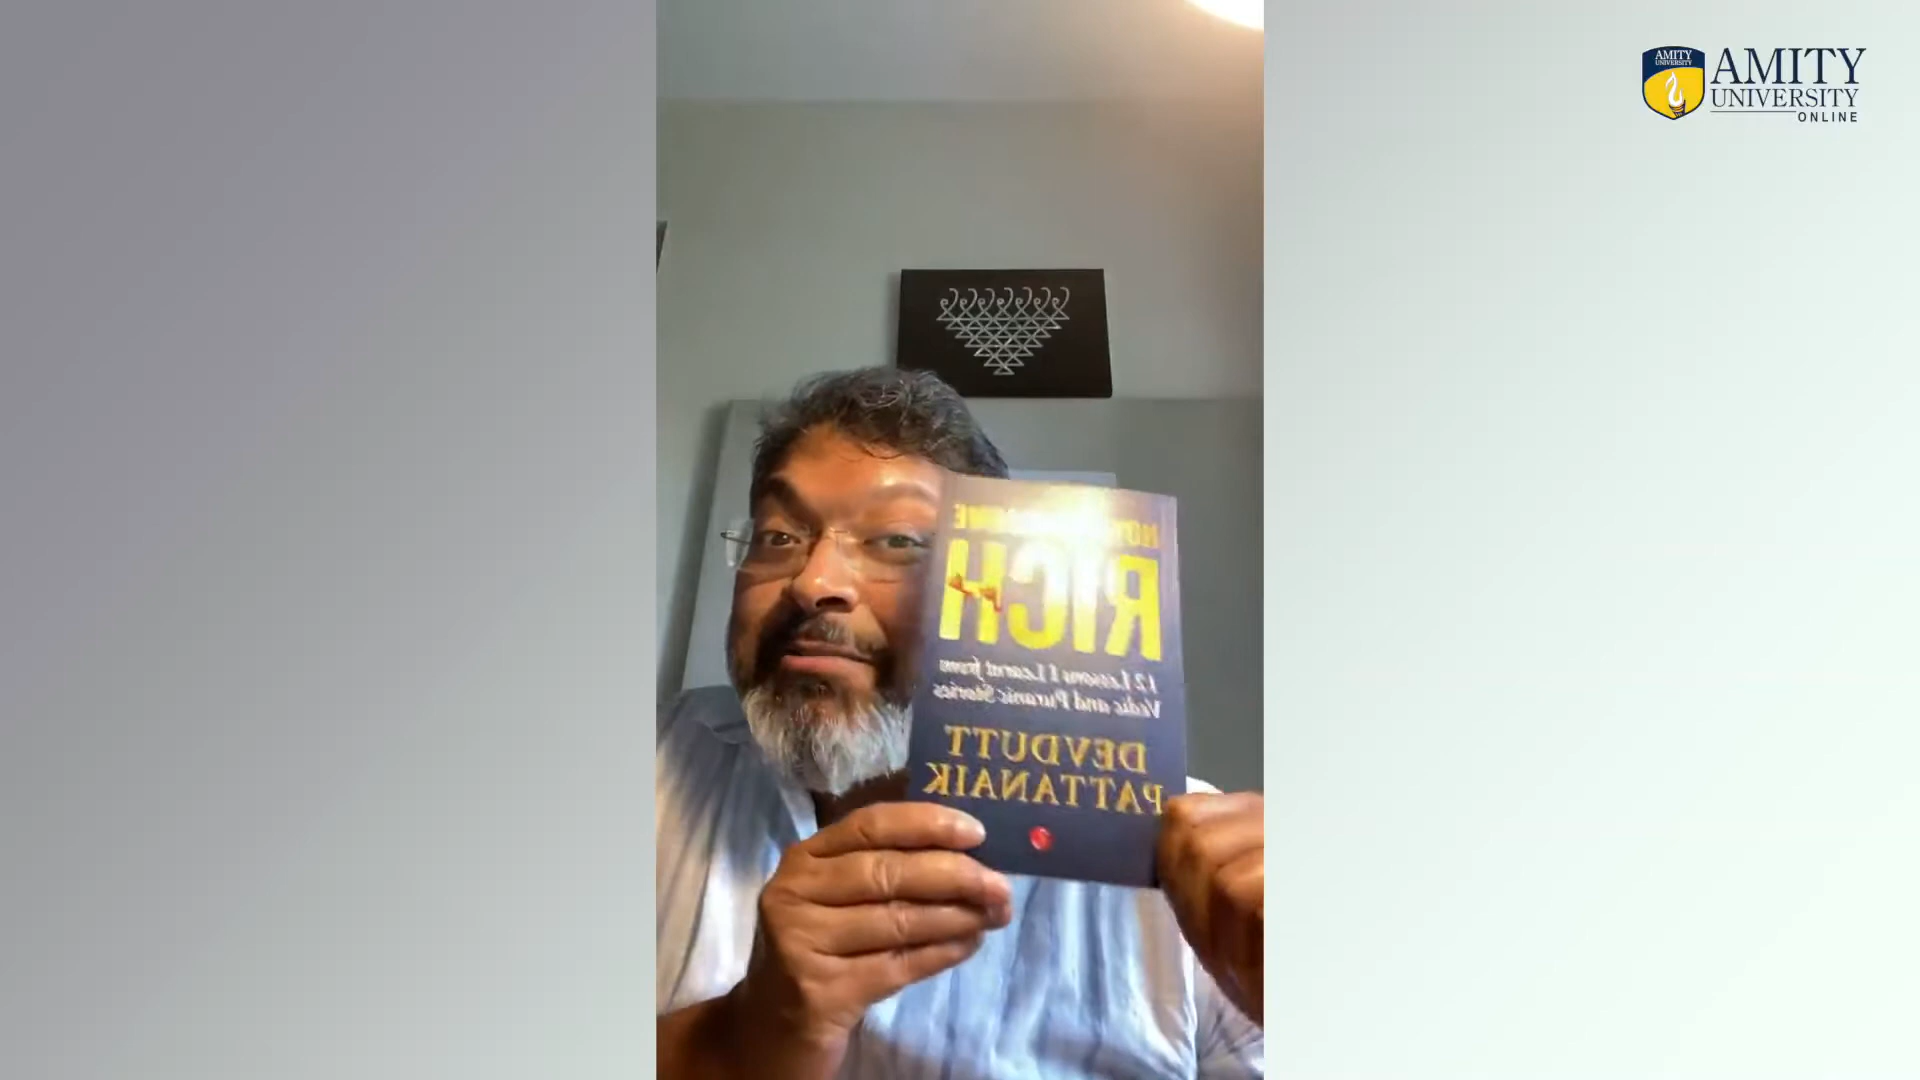 AMITY
UNIVERSITY
AMITY
UNIVERSITY
ONLINE
RICH
12 Lessons I Learnt from
Vedic and Puranic Stories
DEVDUTT
PATTANAIK